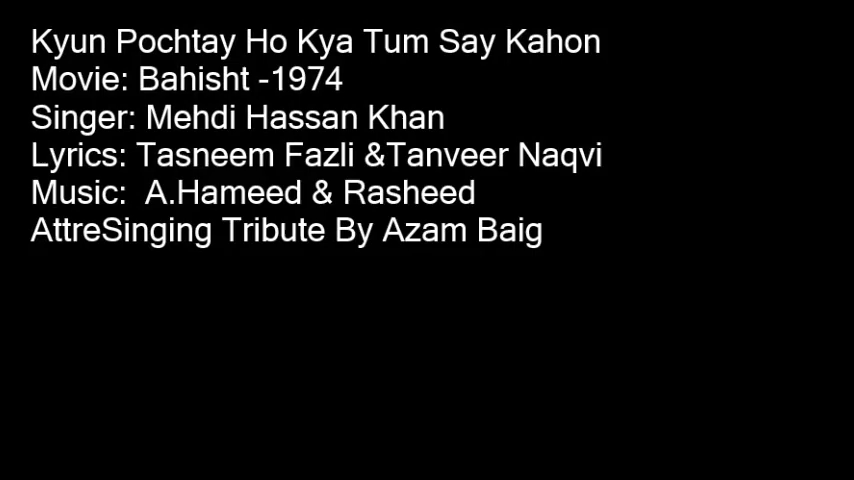 Kyun Pochtay Ho Kya Tum Say Kahon
Movie: Bahisht -1974
Singer: Mehdi Hassan Khan
Lyrics: Tasneem Fazli &Tanveer Naqvi
Music:  A.Hameed & Rasheed
AttreSinging Tribute By Azam Baig